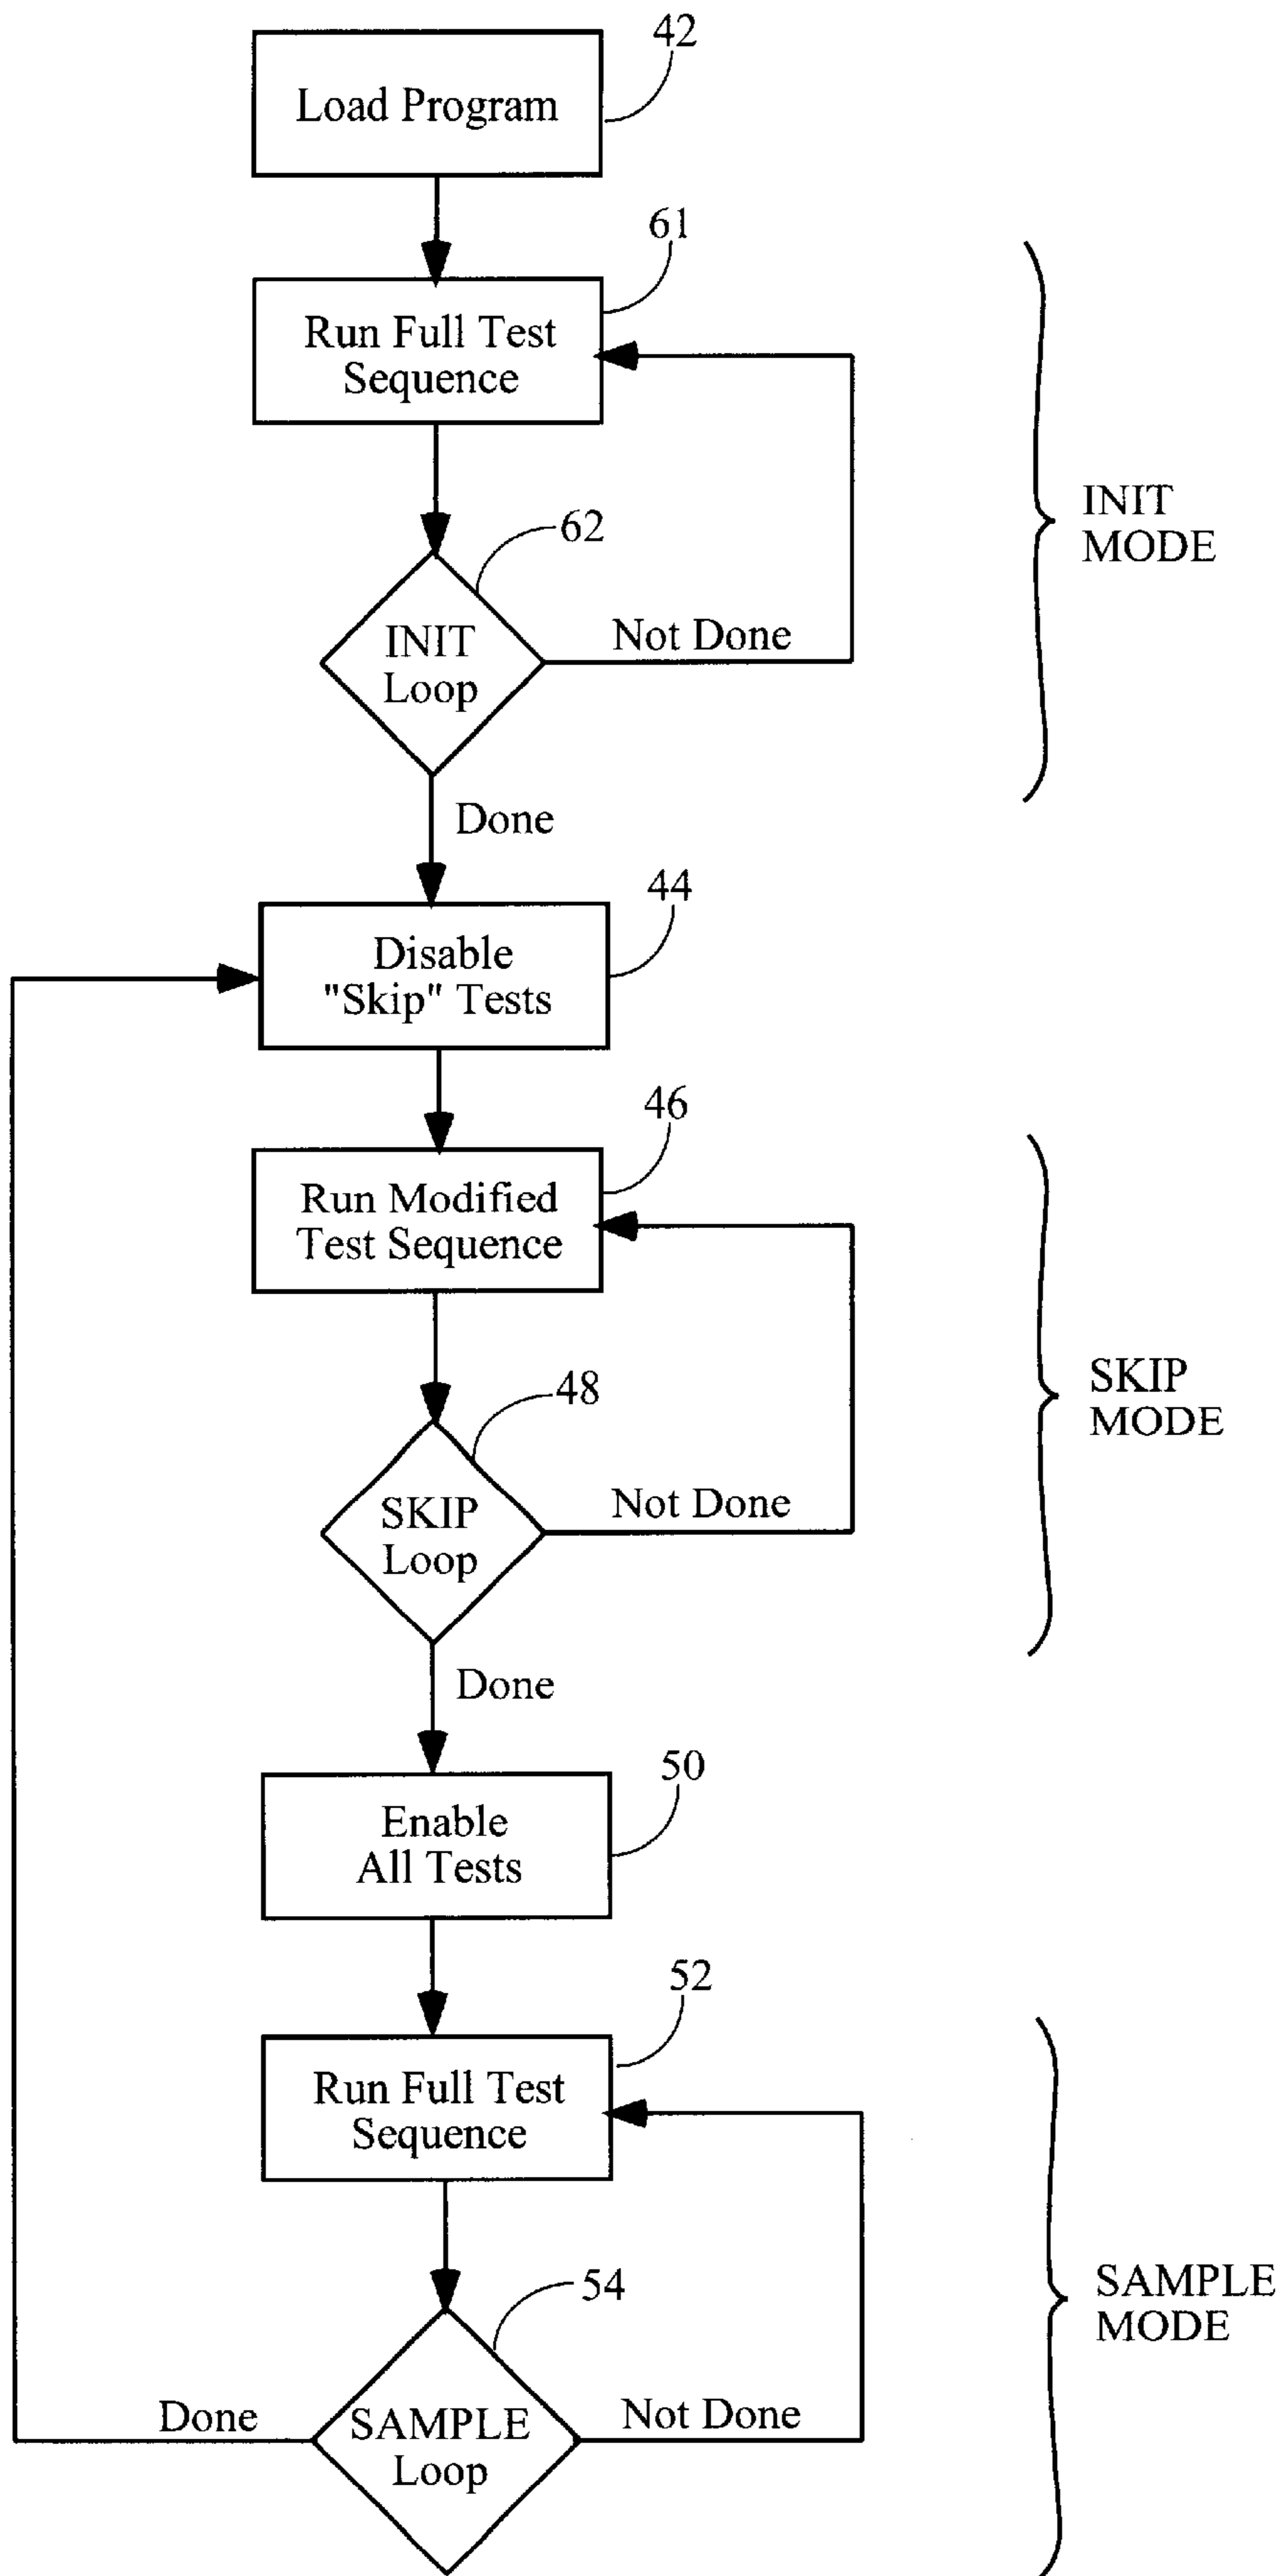 42
Load Program
61
Run Full Test
Sequence
62
INIT
Loop
Not Done
INIT
MODE
Done
44
Disable
"Skip" Tests
46
Run Modified
Test Sequence
48
SKIP
Loop
Not Done
SKIP
MODE
Done
50
Enable
All Tests
52
Run Full Test
Sequence
54
SAMPLE
Loop
Done
Not Done
SAMPLE
MODE